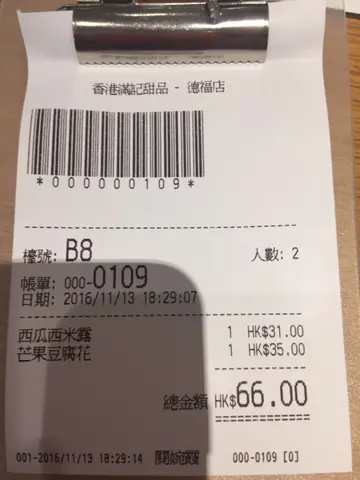 香港滿記甜品 - 德福店
*0000000109*
檯號: B8 人數: 2
帳單: 000-0109
日期: 2016/11/13 18:29:07
西瓜西米露 1 HK$31.00
芒果豆腐花 1 HK$35.00
總金額 HK$66.00
001-2016/11/13 18:29:14 000-0109 [0]